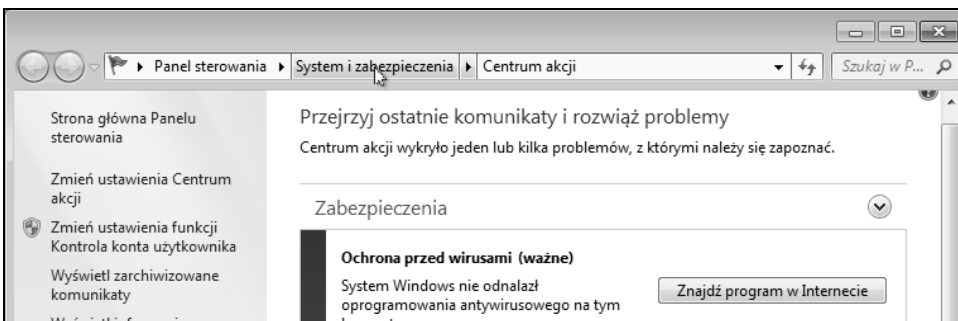 Panel sterowania System i zabezpieczenia Centrum akcji Szukaj w P...
Strona główna Panelu
sterowania
Zmień ustawienia Centrum
akcji
Zmień ustawienia funkcji
Kontrola konta użytkownika
Wyświetl zarchiwizowane
komunikaty
Przejrzyj ostatnie komunikaty i rozwiąż problemy
Centrum akcji wykryło jeden lub kilka problemów, z którymi należy się zapoznać.
Zabezpieczenia
Ochrona przed wirusami (ważne)
System Windows nie odnalazł
oprogramowania antywirusowego na tym
Znajdź program w Internecie